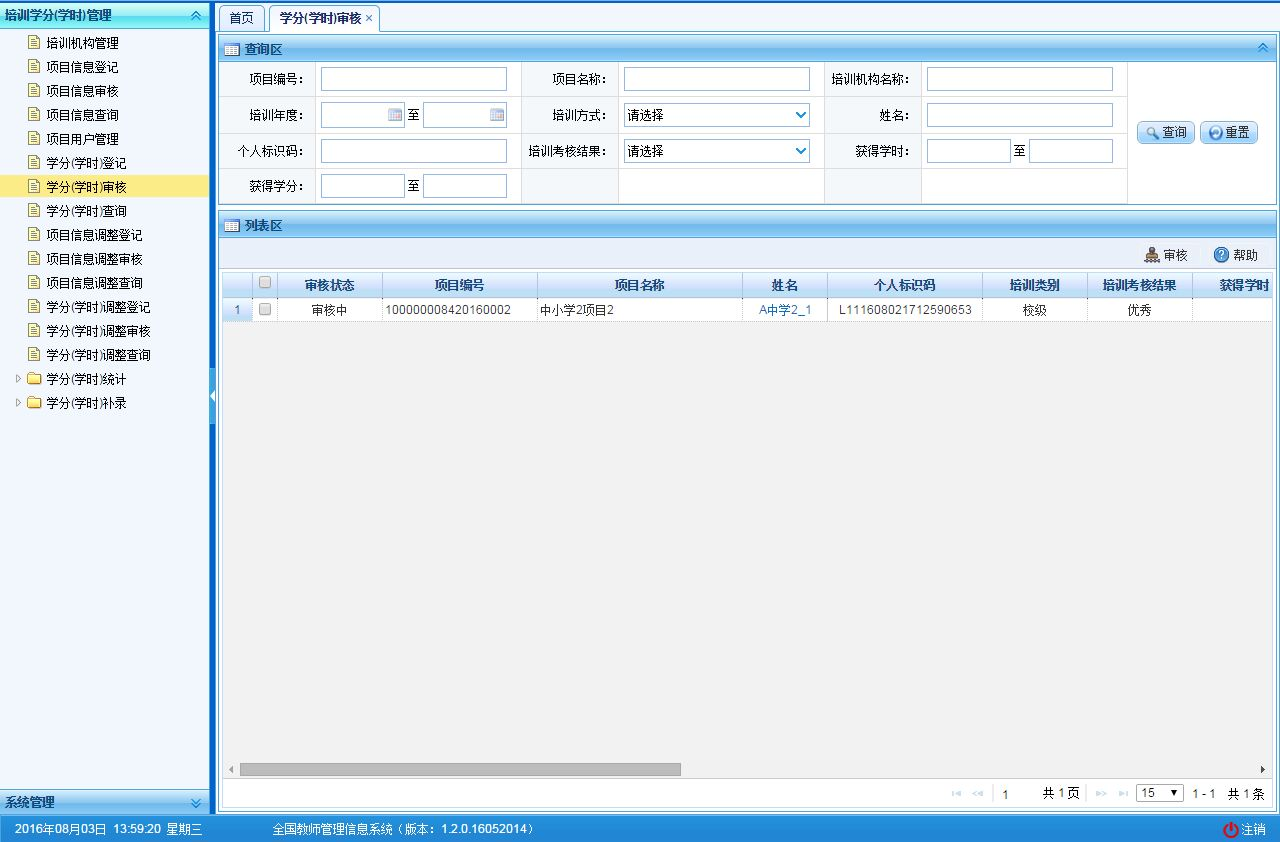 培训学分(学时)管理
培训机构管理
项目信息登记
项目信息审核
项目信息查询
项目用户管理
学分(学时)登记
学分(学时)审核
学分(学时)查询
项目信息调整登记
项目信息调整审核
项目信息调整查询
学分(学时)调整登记
学分(学时)调整审核
学分(学时)调整查询
学分(学时)统计
学分(学时)补录
系统管理
首页 学分(学时)审核 ×
查询区
项目编号： 项目名称： 培训机构名称：
培训年度： 至 培训方式： 请选择 姓名：
查询 重置
个人标识码： 培训考核结果： 请选择 获得学时： 至
获得学分： 至
列表区
审核 帮助
审核状态 项目编号 项目名称 姓名 个人标识码 培训类别 培训考核结果 获得学时
1 审核中 100000008420160002 中小学2项目2 A中学2_1 L111608021712590653 校级 优秀
1 共 1 页 15 1 - 1 共 1 条
2016年08月03日 13:59:20 星期三 全国教师管理信息系统（版本：1.2.0.16052014） 注销